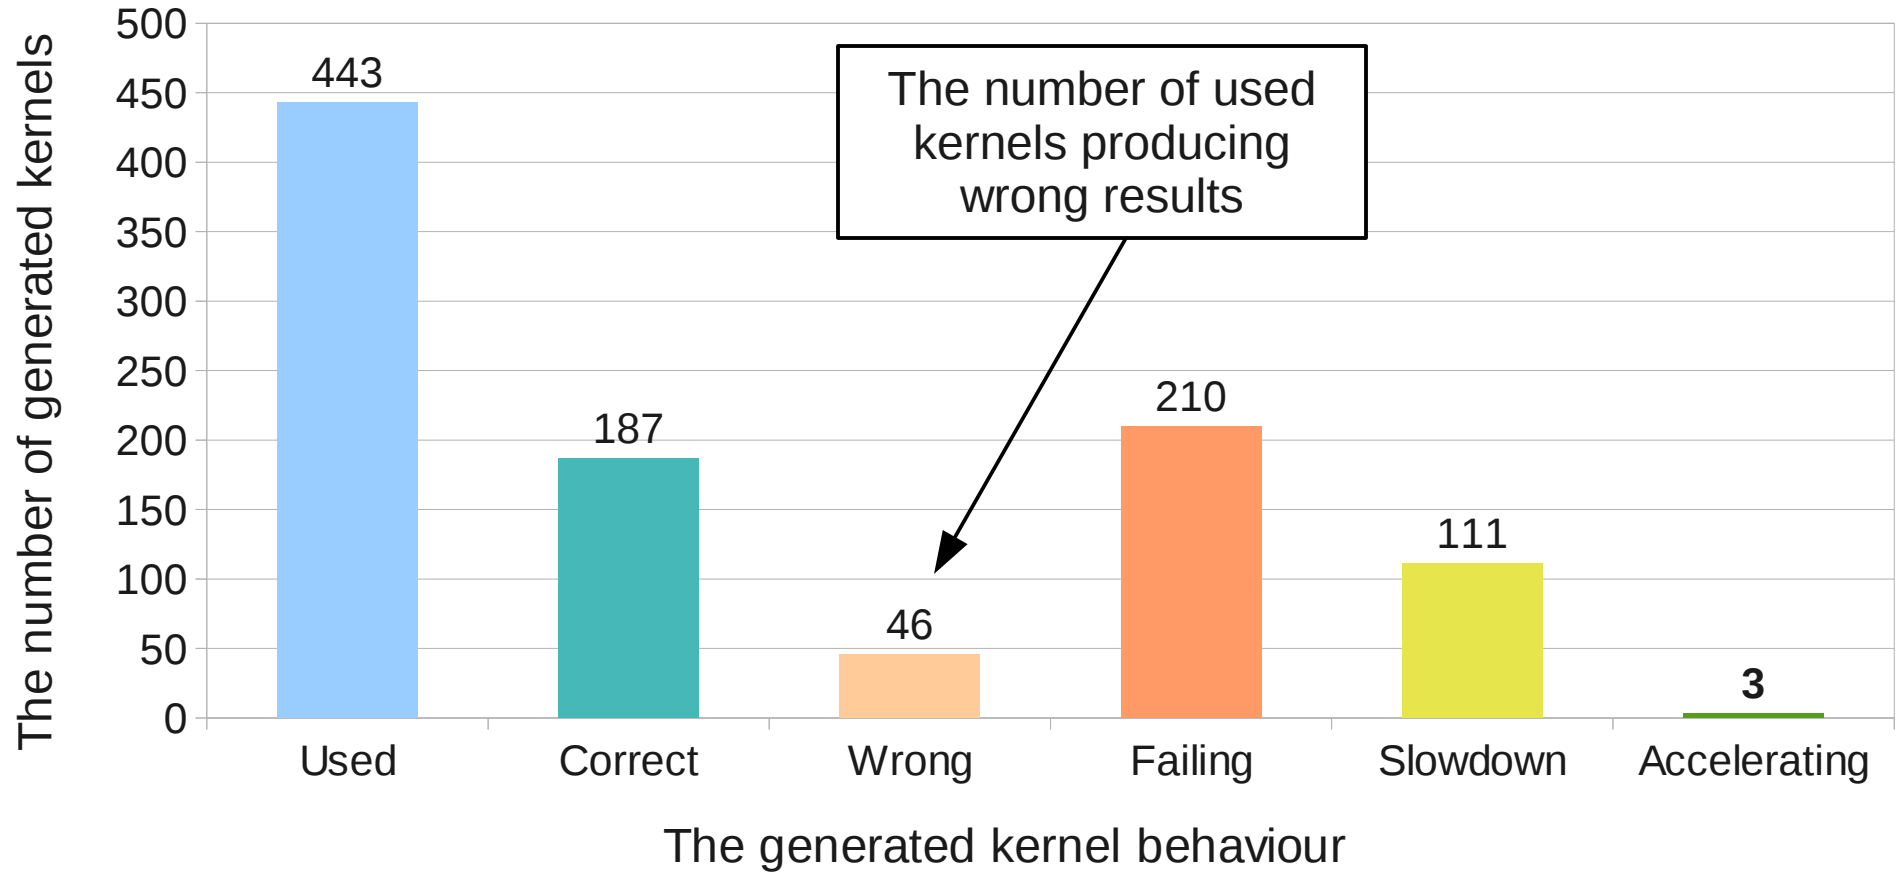 The number of generated kernels
500
450
400
350
300
250
200
150
100
50
0
443
187
46
210
111
3
The number of used
kernels producing
wrong results
Used
Correct
Wrong
Failing
Slowdown
Accelerating
The generated kernel behaviour